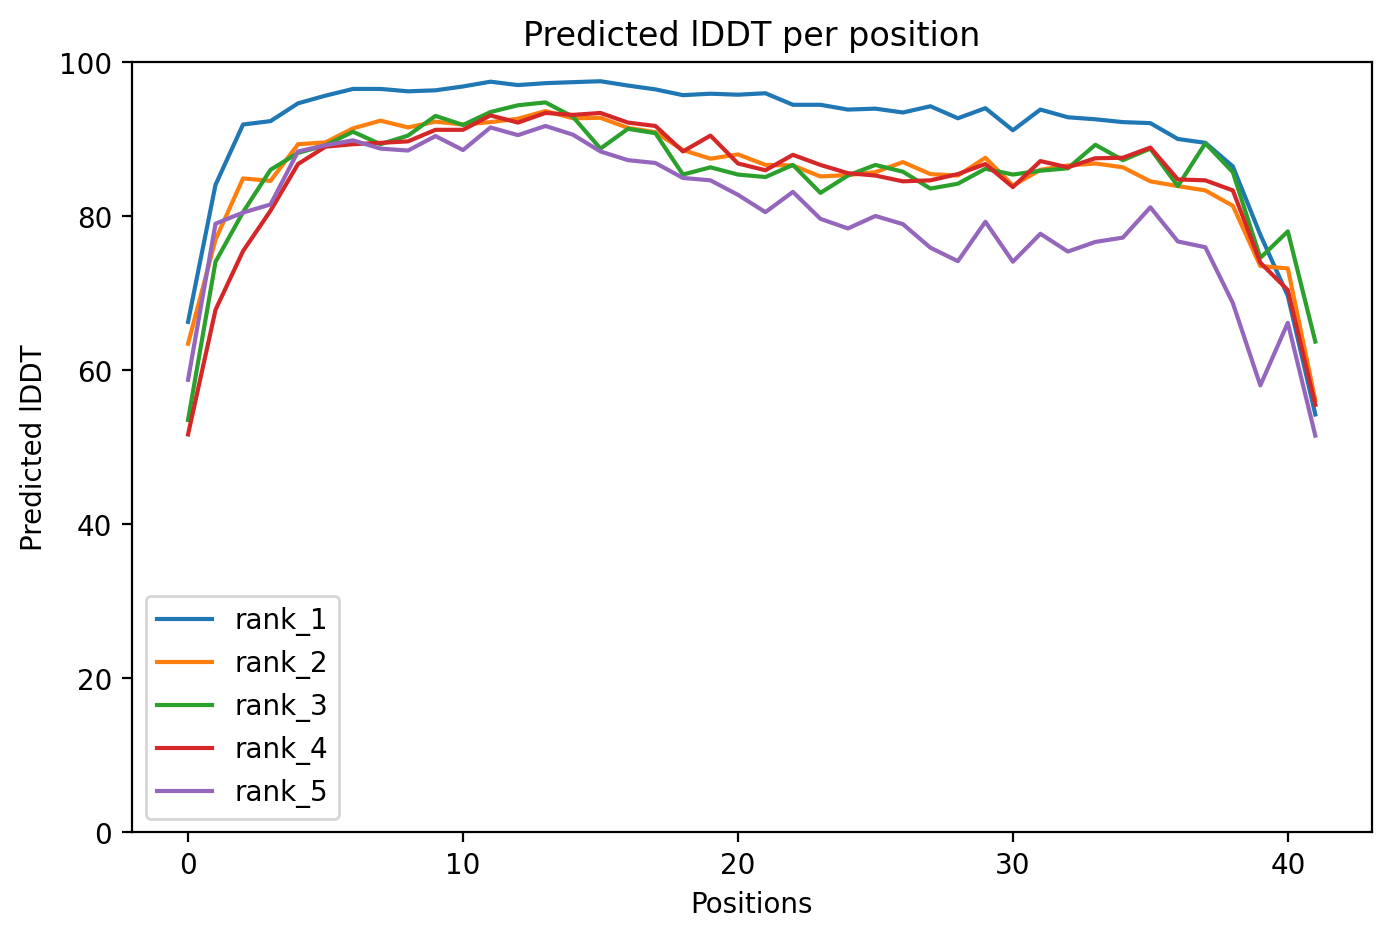 Predicted lDDT per position
100
80
60
40
20
0
Predicted lDDT
rank_1
rank_2
rank_3
rank_4
rank_5
0 10 20 30 40
Positions